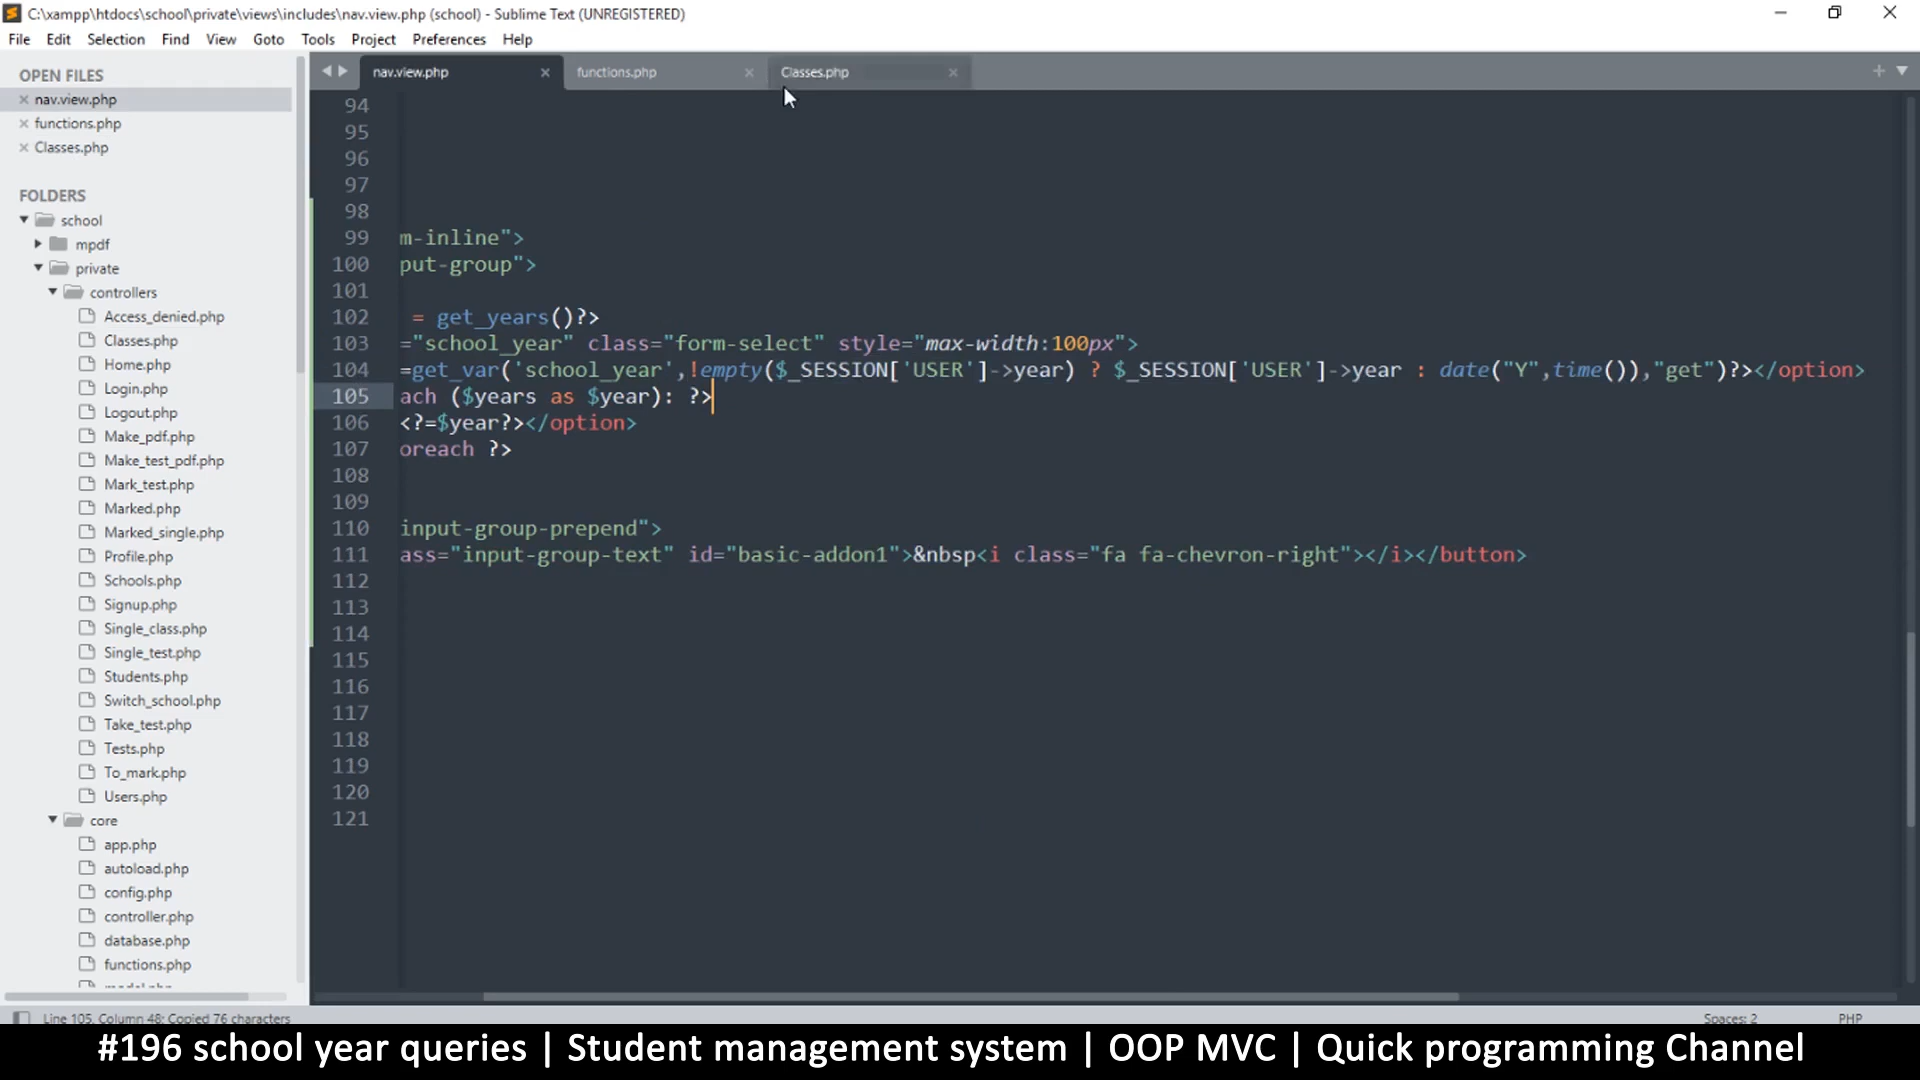 C:\xampp\htdocs\school\private\views\includes\nav.view.php (school) - Sublime Text (UNREGISTERED)
File Edit Selection Find View Goto Tools Project Preferences Help
OPEN FILES
nav.view.php
functions.php
Classes.php
FOLDERS
school
mpdf
private
controllers
Access_denied.php
Classes.php
Home.php
Login.php
Logout.php
Make_pdf.php
Make_test_pdf.php
Mark_test.php
Marked.php
Marked_single.php
Profile.php
Schools.php
Signup.php
Single_class.php
Single_test.php
Students.php
Switch_school.php
Take_test.php
Tests.php
To_mark.php
Users.php
core
app.php
autoload.php
config.php
controller.php
database.php
functions.php
nav.view.php functions.php Classes.php
94
95
96
97
98
99 m-inline">
100 put-group">
101
102 = get_years()?>
103 ="school_year" class="form-select" style="max-width:100px">
104 =get_var('school_year',!empty($_SESSION['USER']->year) ? $_SESSION['USER']->year : date("Y",time()),"get")?></option>
105 ach ($years as $year): ?>
106 <?=$year?></option>
107 oreach ?>
108
109
110 input-group-prepend">
111 ass="input-group-text" id="basic-addon1">&nbsp<i class="fa fa-chevron-right"></i></button>
112
113
114
115
116
117
118
119
120
121
Line 105, Column 48; Copied 76 characters Spaces: 2 PHP
#196 school year queries | Student management system | OOP MVC | Quick programming Channel